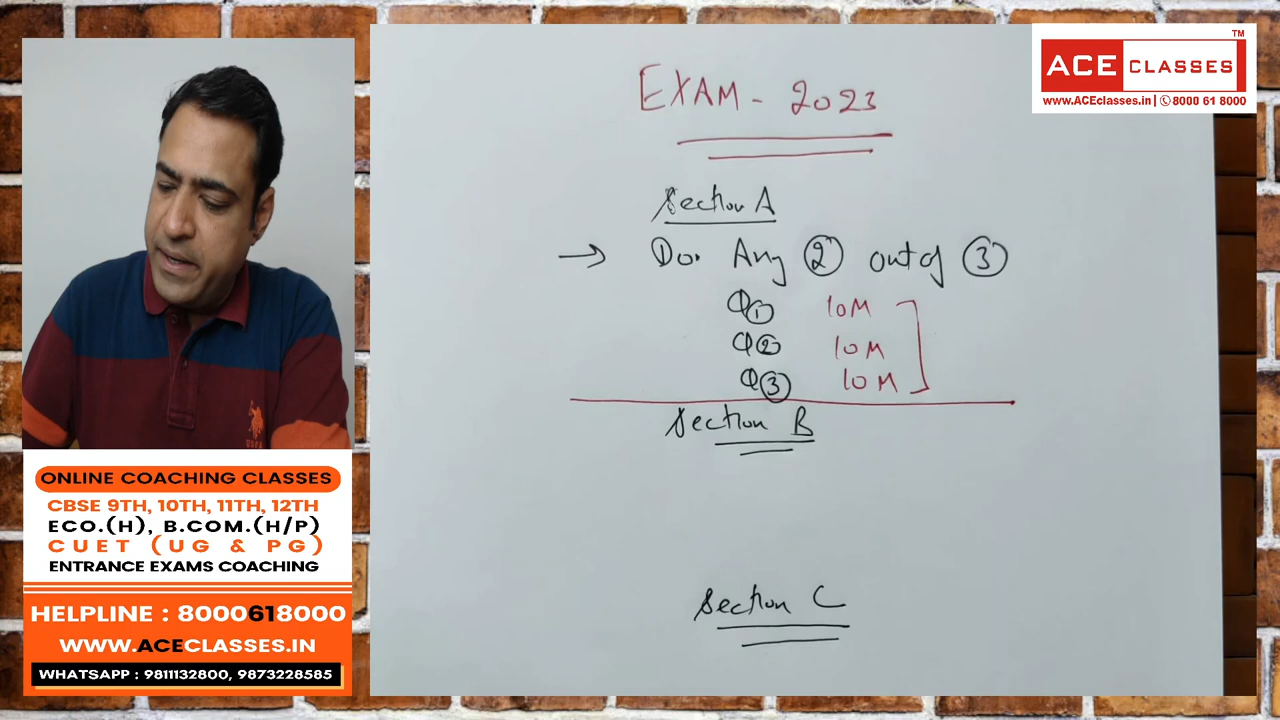 EXAM - 2023
Section A
→ Do. Any 2 out of 3
Q1 10M
Q2 10M
Q3 10M
Section B
Section C
ACE CLASSES TM
www.ACEclasses.in | 8000 61 8000
USPA
ONLINE COACHING CLASSES
CBSE 9TH, 10TH, 11TH, 12TH
ECO.(H), B.COM.(H/P)
CUET (UG & PG)
ENTRANCE EXAMS COACHING
HELPLINE : 8000618000
WWW.ACECLASSES.IN
WHATSAPP : 9811132800, 9873228585